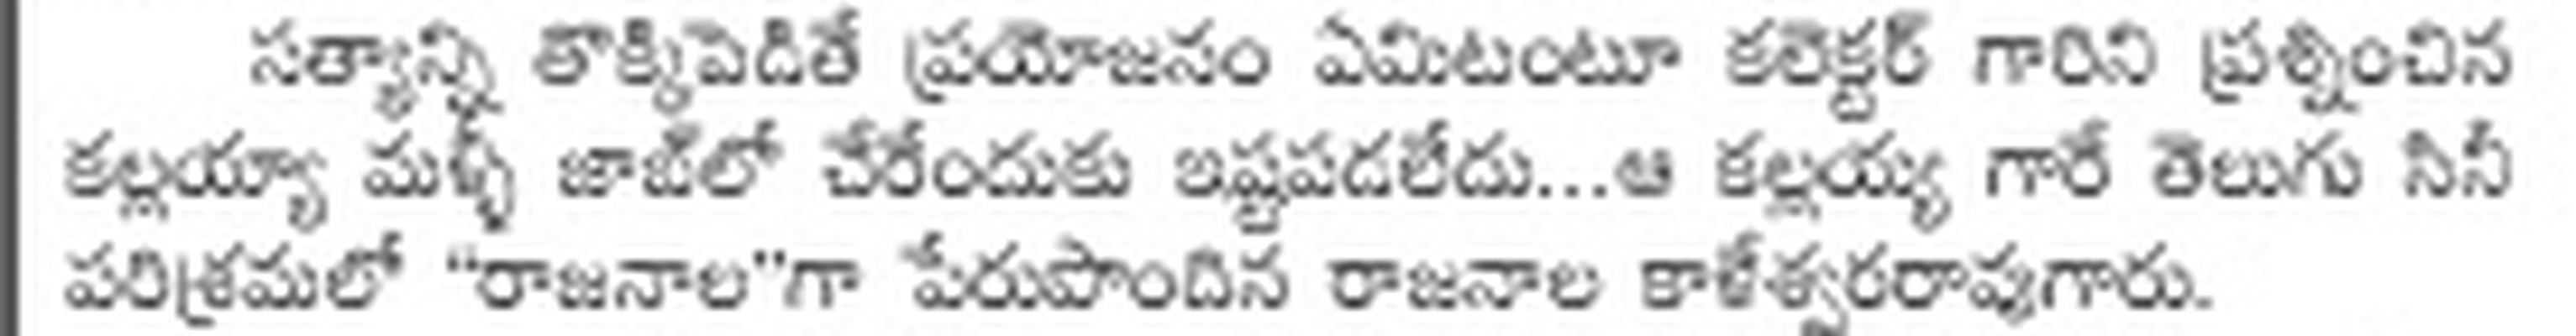 సత్యాన్ని తొక్కిపెడితే ప్రయోజనం ఏమిటంటూ కలెక్టర్ గారిని ప్రశ్నించిన
కల్లయ్యా మళ్ళీ జాబ్‌లో చేరేందుకు ఇష్టపడలేదు...ఆ కల్లయ్య గారే తెలుగు సినీ
పరిశ్రమలో “రాజనాల”గా పేరుపొందిన రాజనాల కాళేశ్వరరావుగారు.